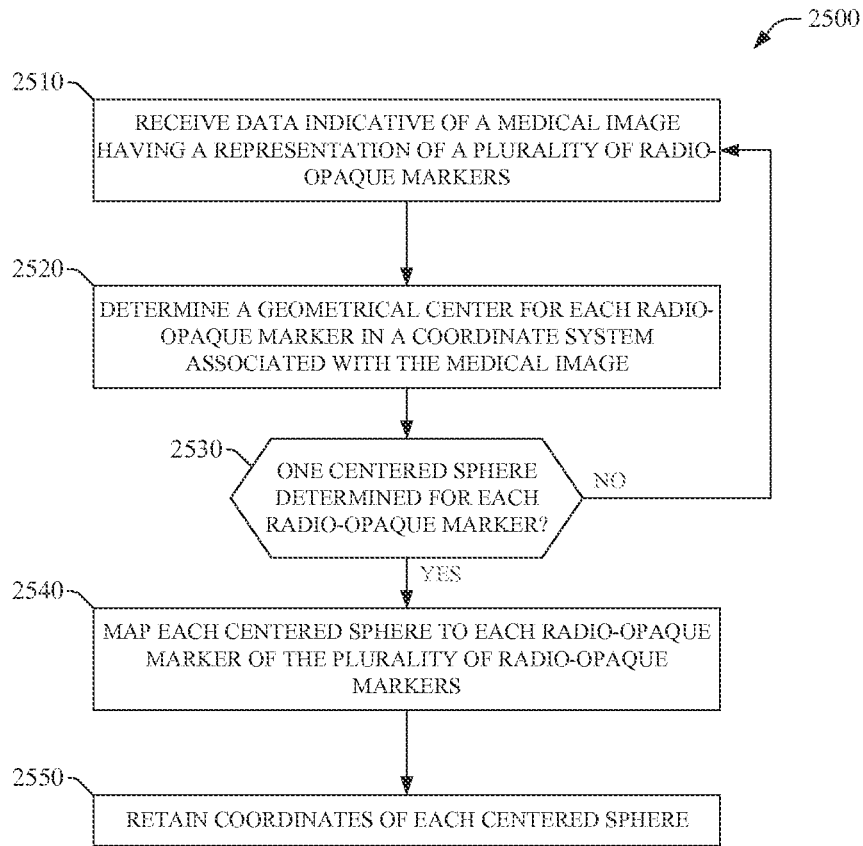 2500
2510
RECEIVE DATA INDICATIVE OF A MEDICAL IMAGE
HAVING A REPRESENTATION OF A PLURALITY OF RADIO-
OPAQUE MARKERS
2520
DETERMINE A GEOMETRICAL CENTER FOR EACH RADIO-
OPAQUE MARKER IN A COORDINATE SYSTEM
ASSOCIATED WITH THE MEDICAL IMAGE
2530
ONE CENTERED SPHERE
DETERMINED FOR EACH
RADIO-OPAQUE MARKER?
NO
YES
2540
MAP EACH CENTERED SPHERE TO EACH RADIO-OPAQUE
MARKER OF THE PLURALITY OF RADIO-OPAQUE
MARKERS
2550
RETAIN COORDINATES OF EACH CENTERED SPHERE